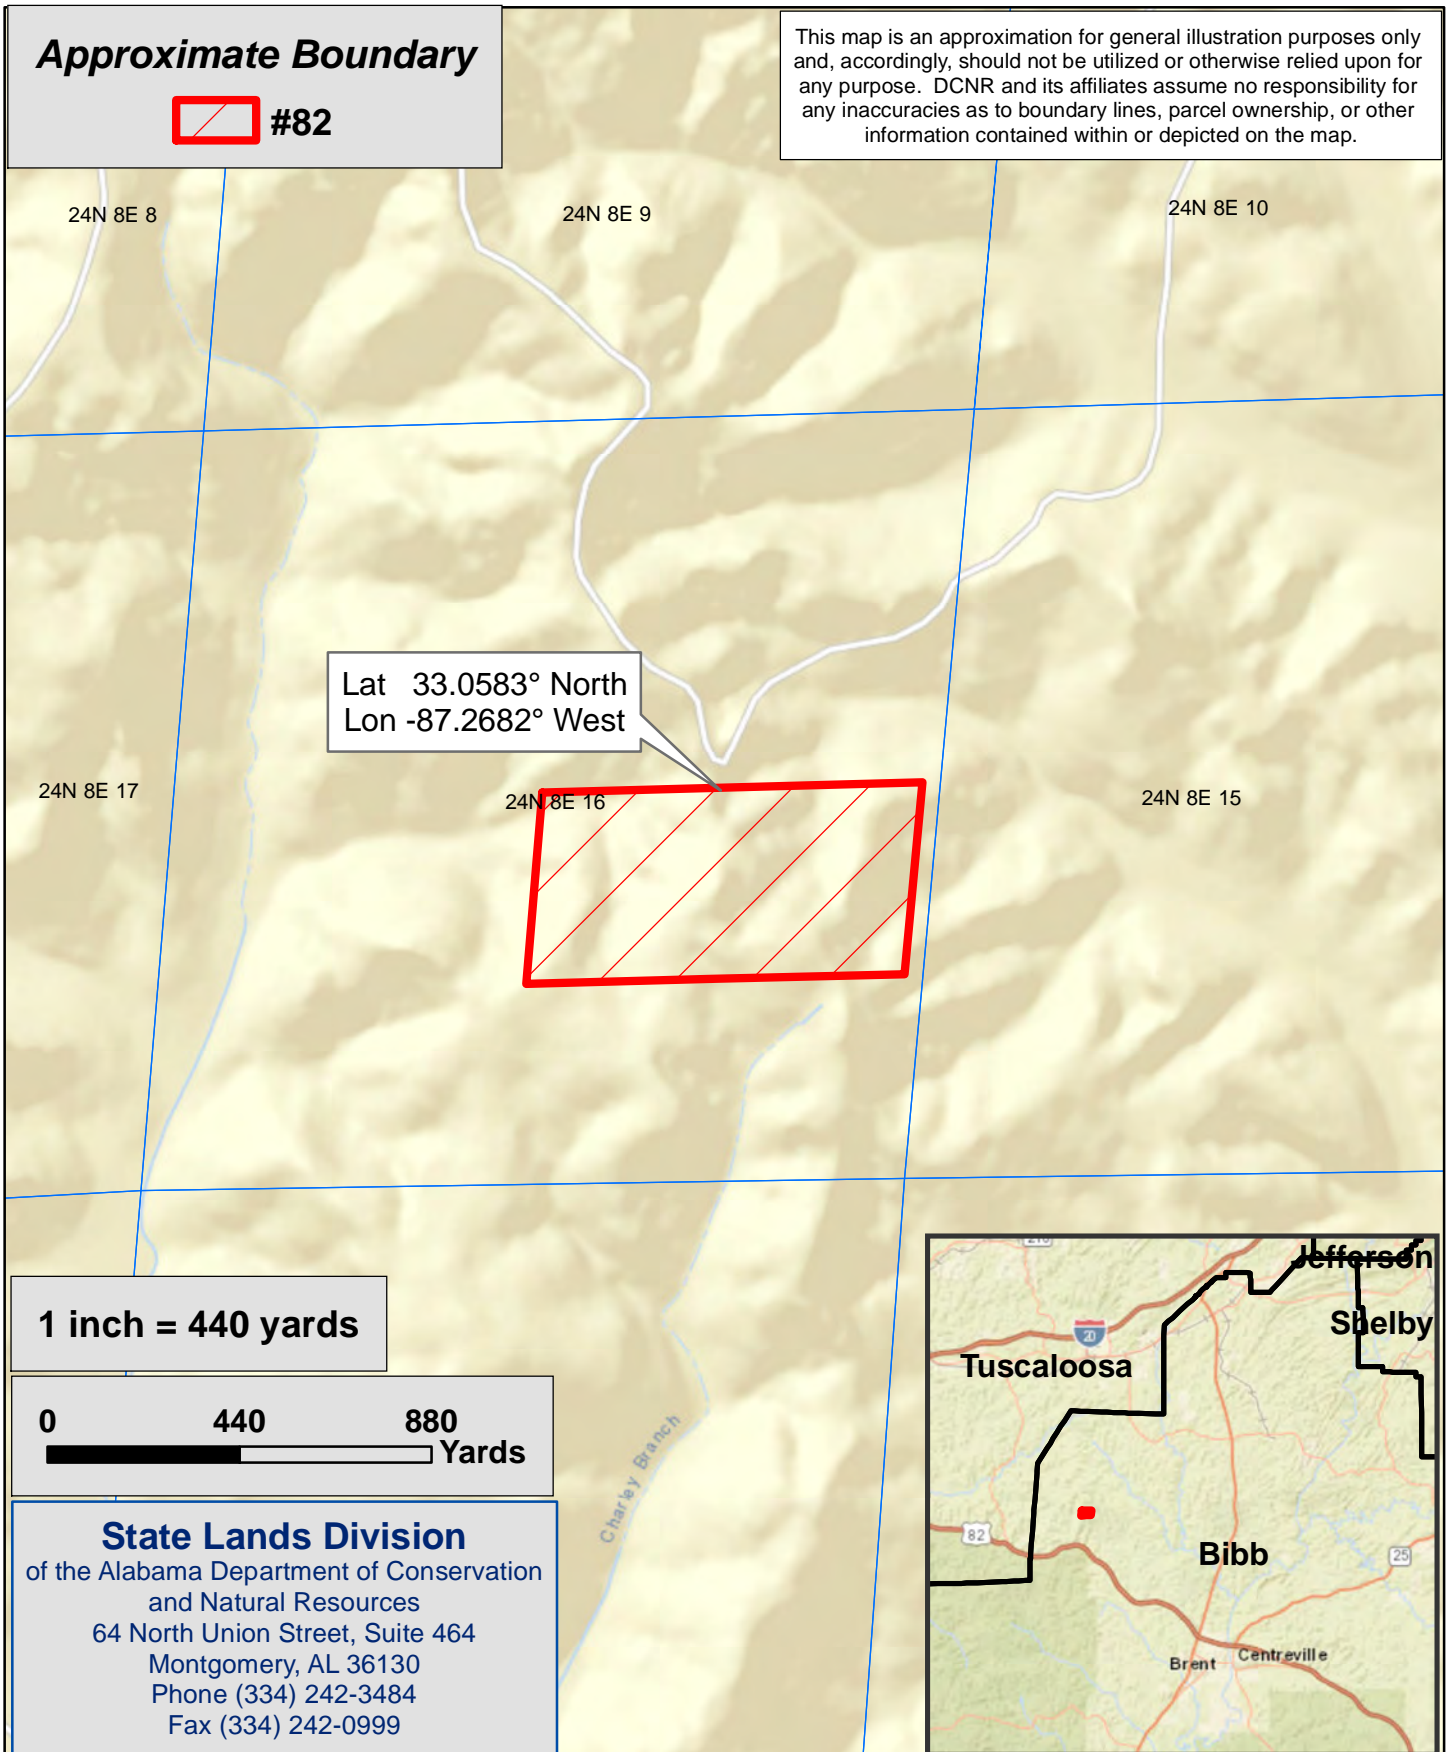 Approximate Boundary
#82
This map is an approximation for general illustration purposes only
and, accordingly, should not be utilized or otherwise relied upon for
any purpose. DCNR and its affiliates assume no responsibility for
any inaccuracies as to boundary lines, parcel ownership, or other
information contained within or depicted on the map.
24N 8E 8
24N 8E 9
24N 8E 10
Lat 33.0583° North
Lon -87.2682° West
24N 8E 17
24N 8E 16
24N 8E 15
Charley Branch
1 inch = 440 yards
0 440 880
Yards
State Lands Division
of the Alabama Department of Conservation
and Natural Resources
64 North Union Street, Suite 464
Montgomery, AL 36130
Phone (334) 242-3484
Fax (334) 242-0999
Jefferson
Shelby
20
Tuscaloosa
82
Bibb
25
Brent
Centreville